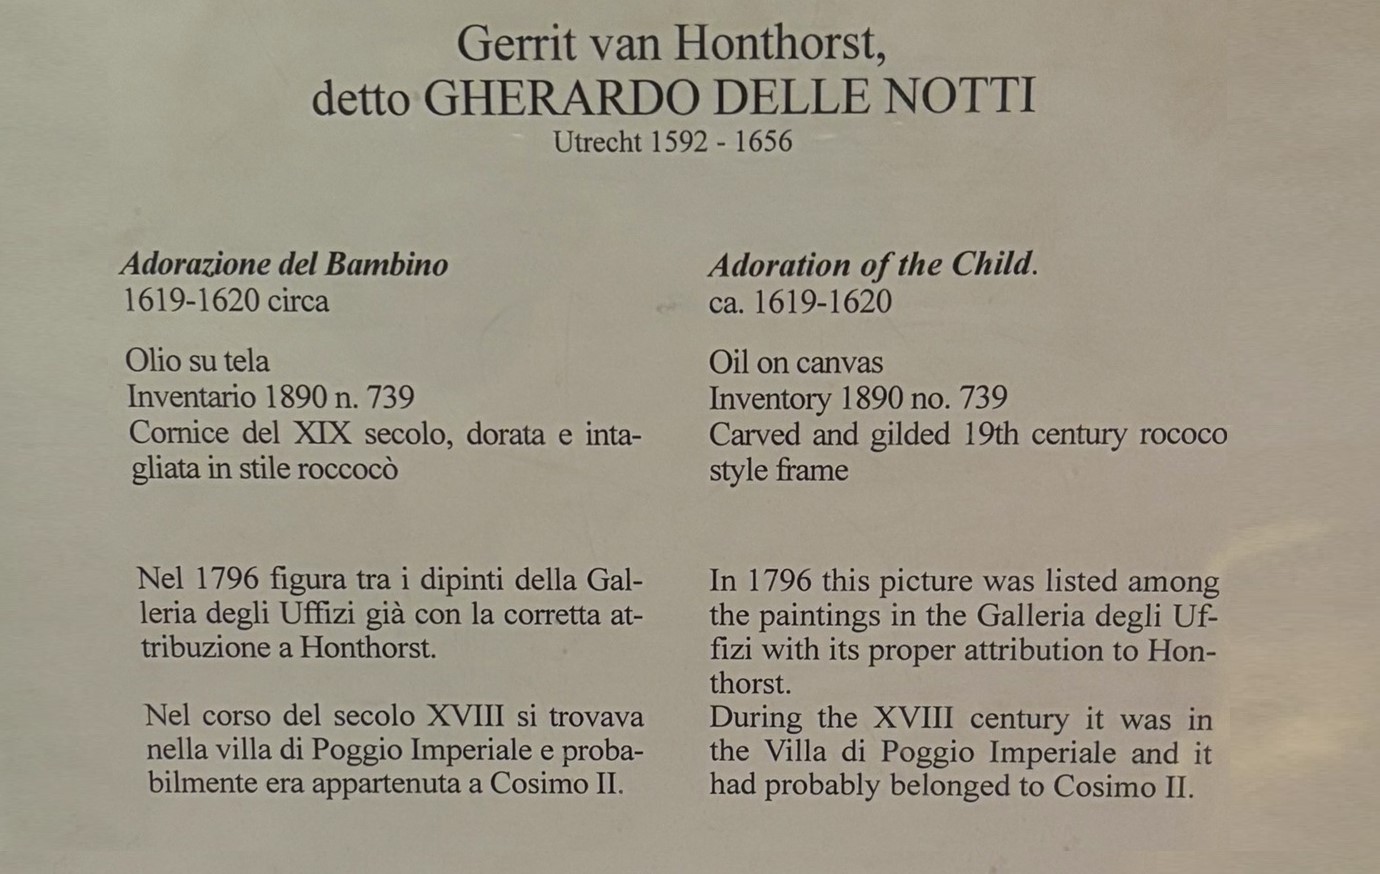 Gerrit van Honthorst,
detto GHERARDO DELLE NOTTI
Utrecht 1592 - 1656
Adorazione del Bambino
1619-1620 circa
Olio su tela
Inventario 1890 n. 739
Cornice del XIX secolo, dorata e inta-
gliata in stile roccocò
Nel 1796 figura tra i dipinti della Gal-
leria degli Uffizi già con la corretta at-
tribuzione a Honthorst.
Nel corso del secolo XVIII si trovava
nella villa di Poggio Imperiale e proba-
bilmente era appartenuta a Cosimo II.
Adoration of the Child.
ca. 1619-1620
Oil on canvas
Inventory 1890 no. 739
Carved and gilded 19th century rococo
style frame
In 1796 this picture was listed among
the paintings in the Galleria degli Uf-
fizi with its proper attribution to Hon-
thorst.
During the XVIII century it was in
the Villa di Poggio Imperiale and it
had probably belonged to Cosimo II.